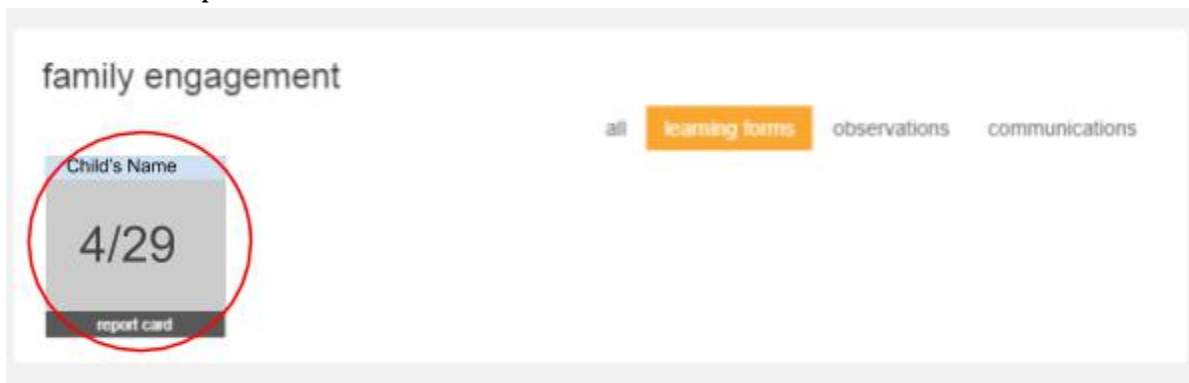 family engagement
all learning forms observations communications
Child's Name
4/29
report card